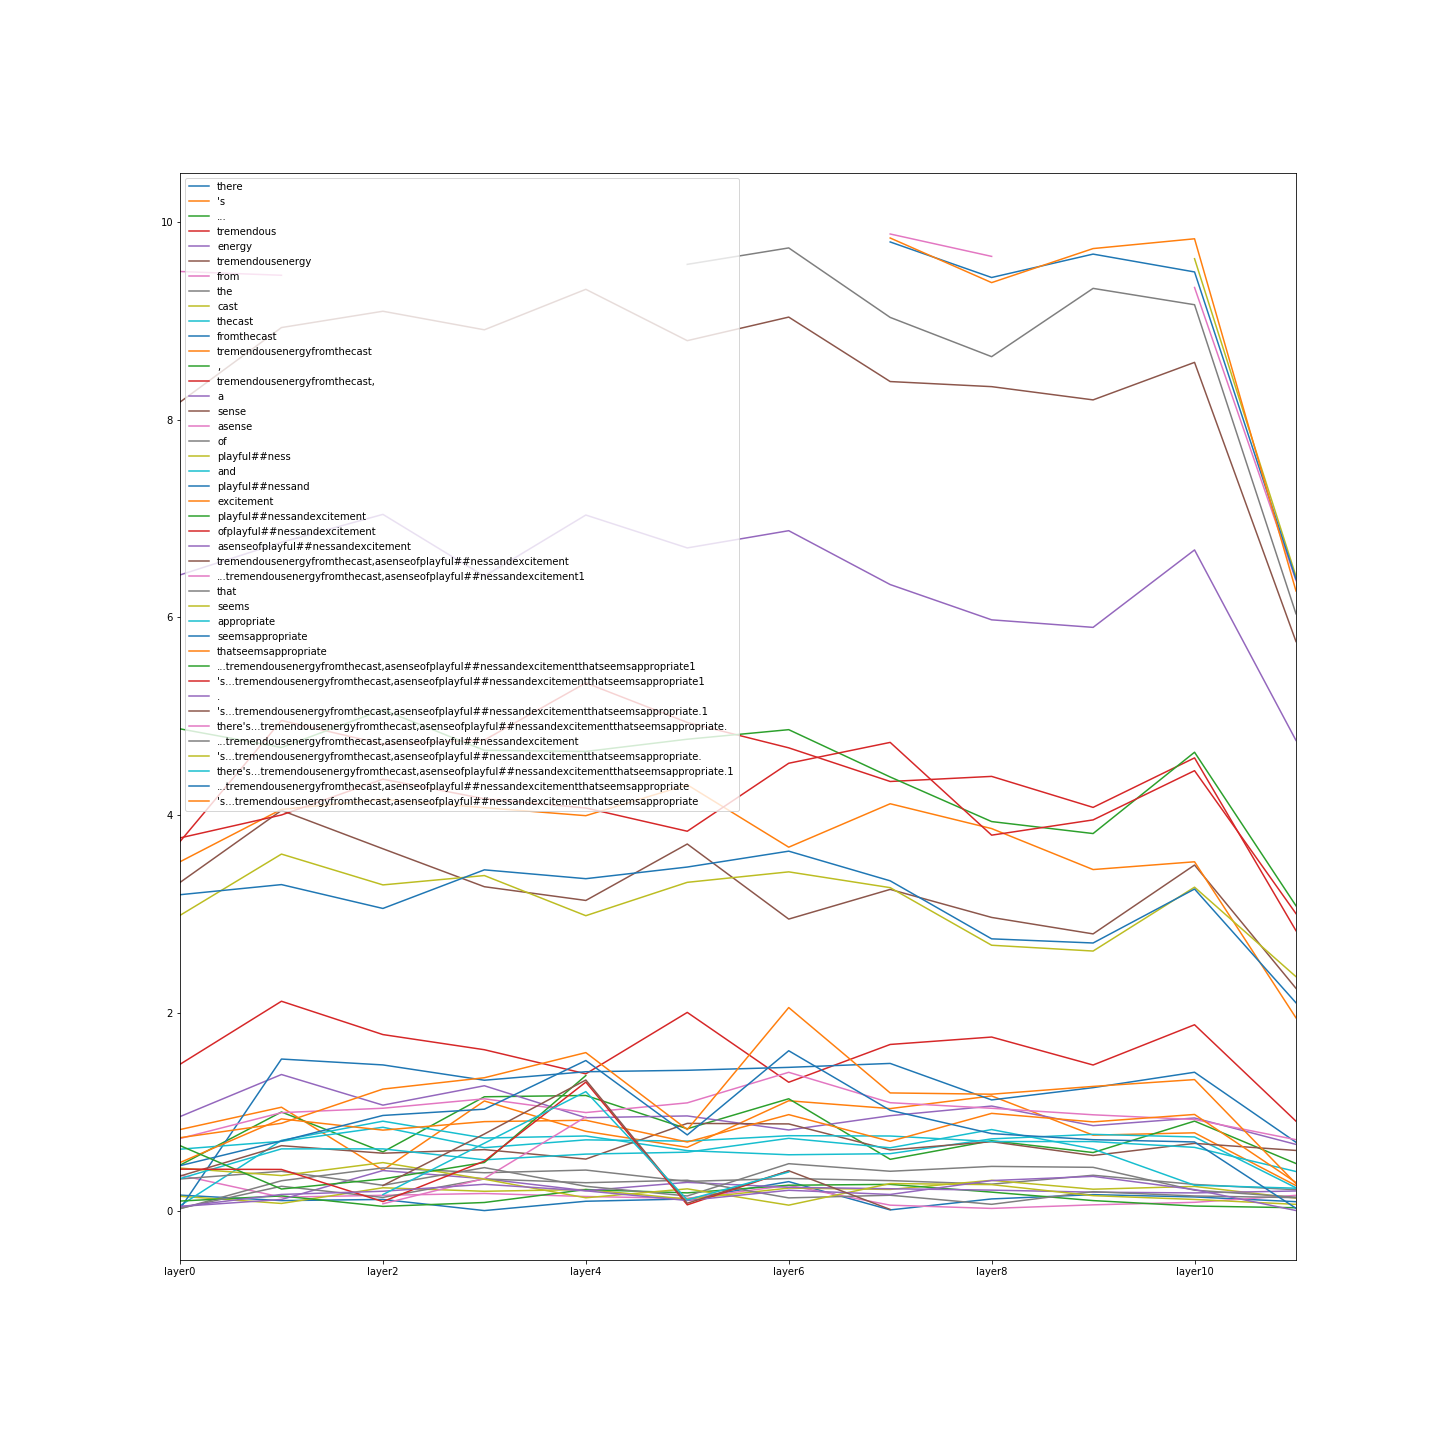 there
's
...
tremendous
energy
tremendousenergy
from
the
cast
thecast
fromthecast
tremendousenergyfromthecast
,
tremendousenergyfromthecast,
a
sense
asense
of
playful##ness
and
playful##nessand
excitement
playful##nessandexcitement
ofplayful##nessandexcitement
asenseofplayful##nessandexcitement
tremendousenergyfromthecast,asenseofplayful##nessandexcitement
...tremendousenergyfromthecast,asenseofplayful##nessandexcitement1
that
seems
appropriate
seemsappropriate
thatseemsappropriate
...tremendousenergyfromthecast,asenseofplayful##nessandexcitementthatseemsappropriate1
's...tremendousenergyfromthecast,asenseofplayful##nessandexcitementthatseemsappropriate1
.
's...tremendousenergyfromthecast,asenseofplayful##nessandexcitementthatseemsappropriate.1
there's...tremendousenergyfromthecast,asenseofplayful##nessandexcitementthatseemsappropriate.
...tremendousenergyfromthecast,asenseofplayful##nessandexcitement
's...tremendousenergyfromthecast,asenseofplayful##nessandexcitementthatseemsappropriate.
there's...tremendousenergyfromthecast,asenseofplayful##nessandexcitementthatseemsappropriate.1
...tremendousenergyfromthecast,asenseofplayful##nessandexcitementthatseemsappropriate
's...tremendousenergyfromthecast,asenseofplayful##nessandexcitementthatseemsappropriate
10
8
6
4
2
0
layer0 layer2 layer4 layer6 layer8 layer10